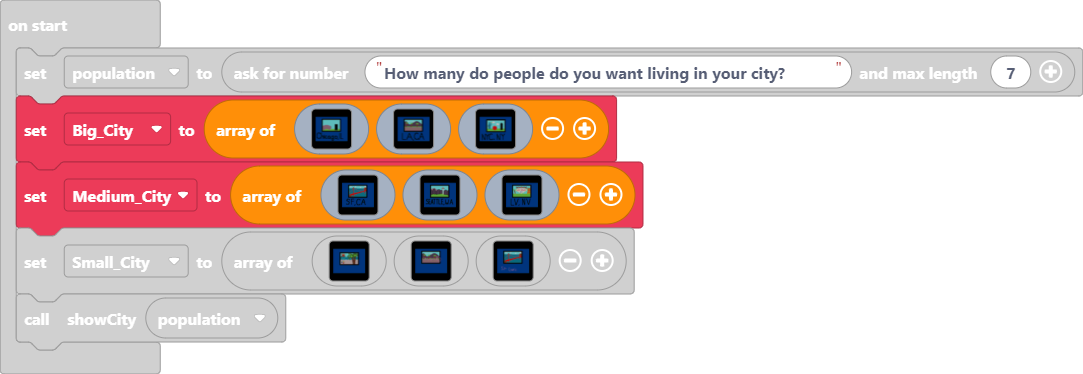 on start
set population to ask for number "How many do people do you want living in your city?" and max length 7
set Big_City to array of
set Medium_City to array of
set Small_City to array of
call showCity population